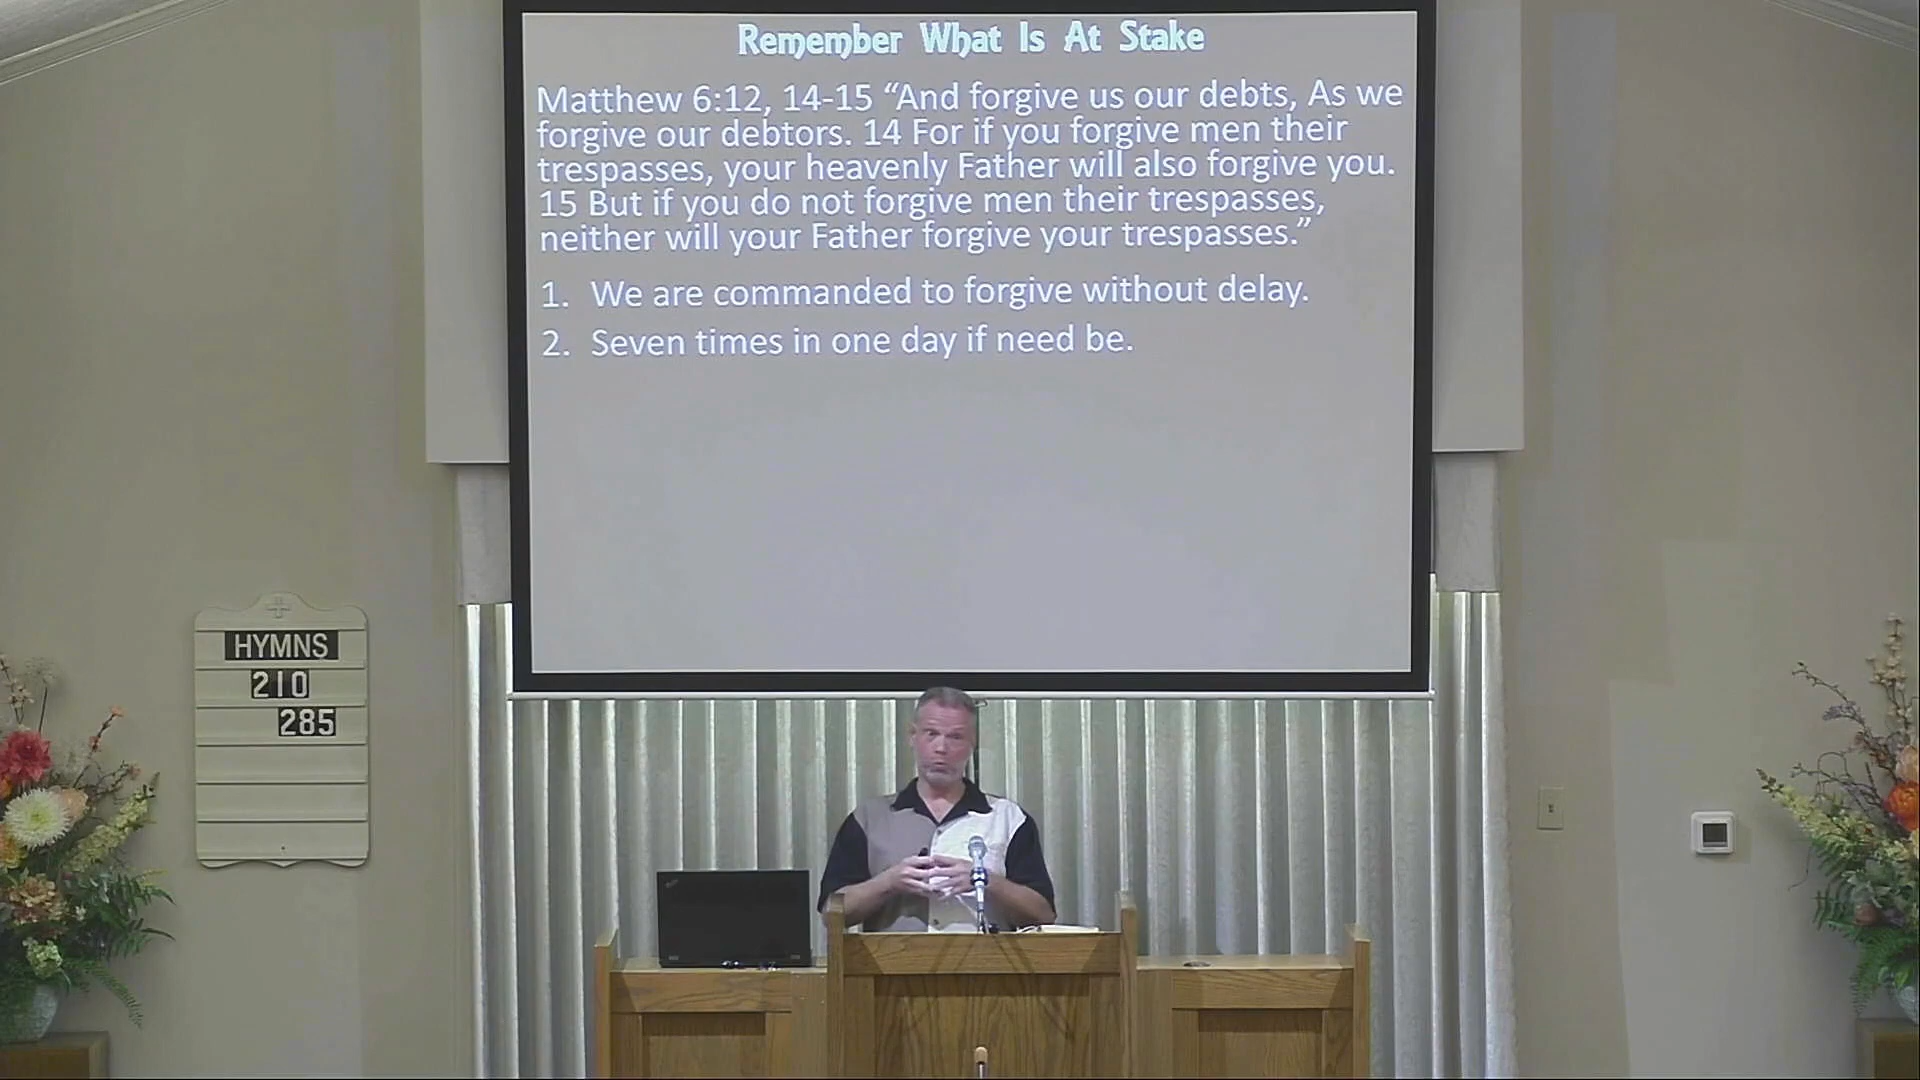 Remember What Is At Stake
Matthew 6:12, 14-15 “And forgive us our debts, As we
forgive our debtors. 14 For if you forgive men their
trespasses, your heavenly Father will also forgive you.
15 But if you do not forgive men their trespasses,
neither will your Father forgive your trespasses.”
1. We are commanded to forgive without delay.
2. Seven times in one day if need be.
HYMNS
210
285